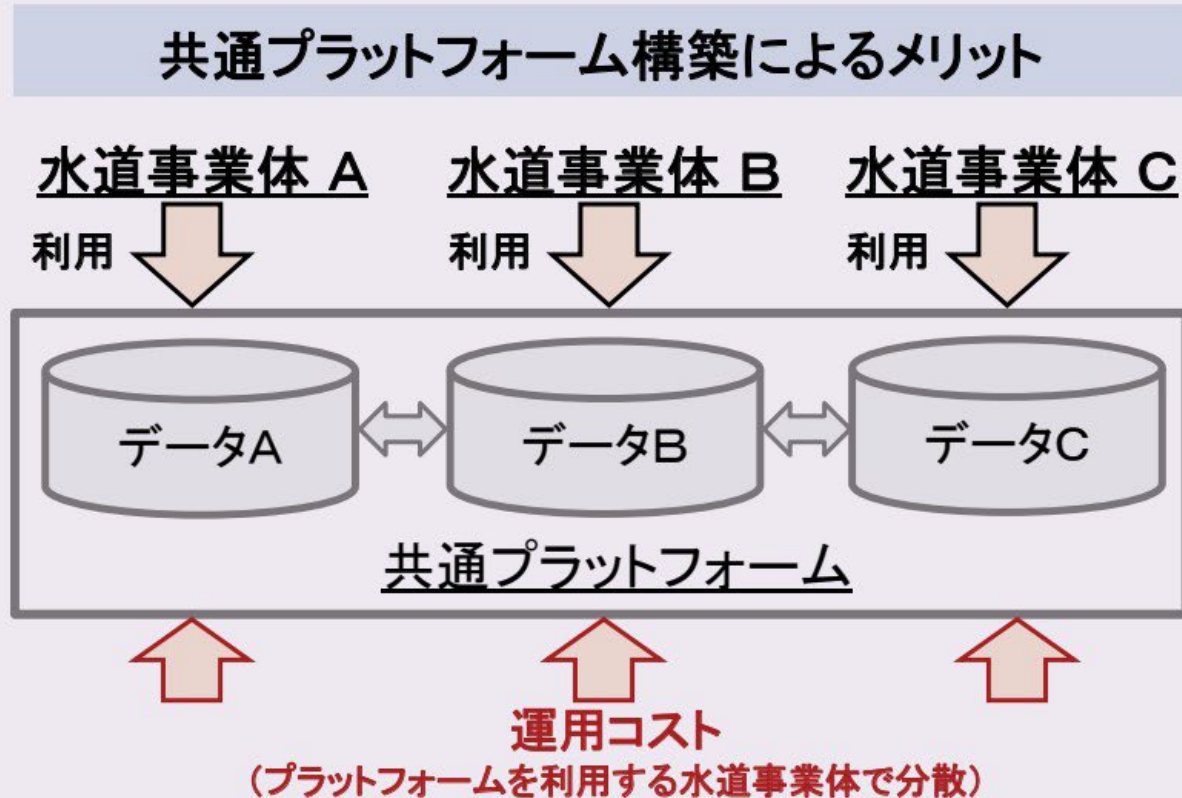 共通プラットフォーム構築によるメリット
水道事業体 A 水道事業体 B 水道事業体 C
利用 利用 利用
データA データB データC
共通プラットフォーム
運用コスト
(プラットフォームを利用する水道事業体で分散)